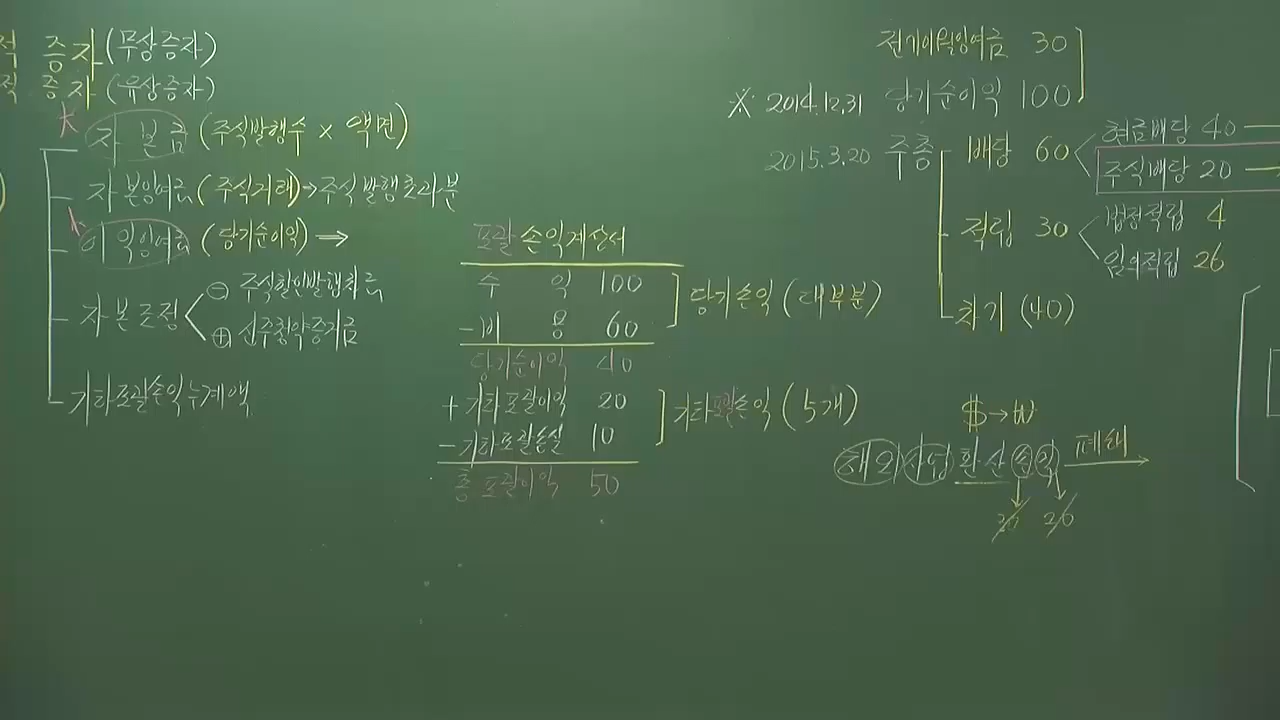 적 증자 (무상증자)
적 증자 (유상증자)
자본금 (주식발행수 × 액면)
자본잉여금 (주식거래) → 주식발행초과분
이익잉여금 (당기순이익) ⇒
자본조정
⊖ 주식할인발행차금
⊕ 신주청약증거금
기타포괄손익누계액
포괄손익계산서
수 익 100
- 비 용 60
당기순이익 40
+ 기타포괄이익 20
- 기타포괄손실 10
총포괄이익 50
당기손익 (대부분)
기타포괄손익 (5개)
전기이월잉여금 30
※ 2014.12.31 당기순이익 100
2015.3.20 주총
배당 60
현금배당 40
주식배당 20
적립 30
법정적립 4
임의적립 26
차기 (40)
$ → ₩
해외사업환산손익 폐쇄
20 20